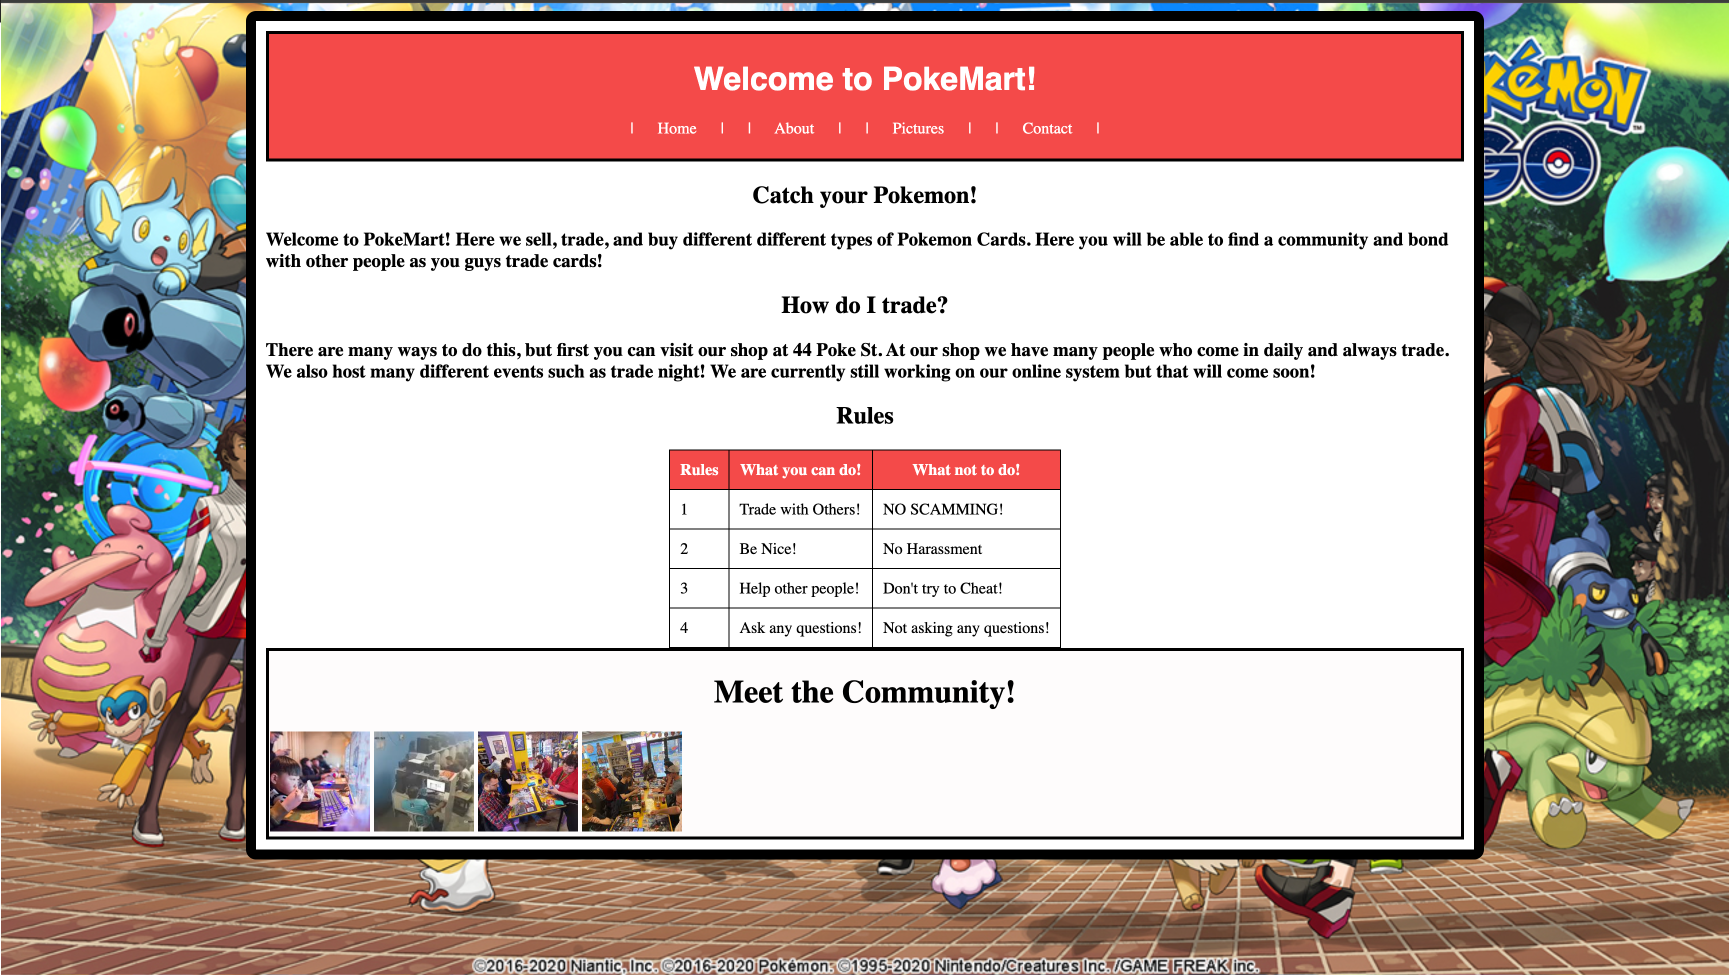 Welcome to PokeMart!
| Home | | About | | Pictures | | Contact |
POKéMON
GO
Catch your Pokemon!
Welcome to PokeMart! Here we sell, trade, and buy different different types of Pokemon Cards. Here you will be able to find a community and bond
with other people as you guys trade cards!
How do I trade?
There are many ways to do this, but first you can visit our shop at 44 Poke St. At our shop we have many people who come in daily and always trade.
We also host many different events such as trade night! We are currently still working on our online system but that will come soon!
Rules
Rules What you can do! What not to do!
1 Trade with Others! NO SCAMMING!
2 Be Nice! No Harassment
3 Help other people! Don't try to Cheat!
4 Ask any questions! Not asking any questions!
Meet the Community!
©2016-2020 Niantic, Inc. ©2016-2020 Pokémon. ©1995-2020 Nintendo/Creatures Inc. /GAME FREAK inc.